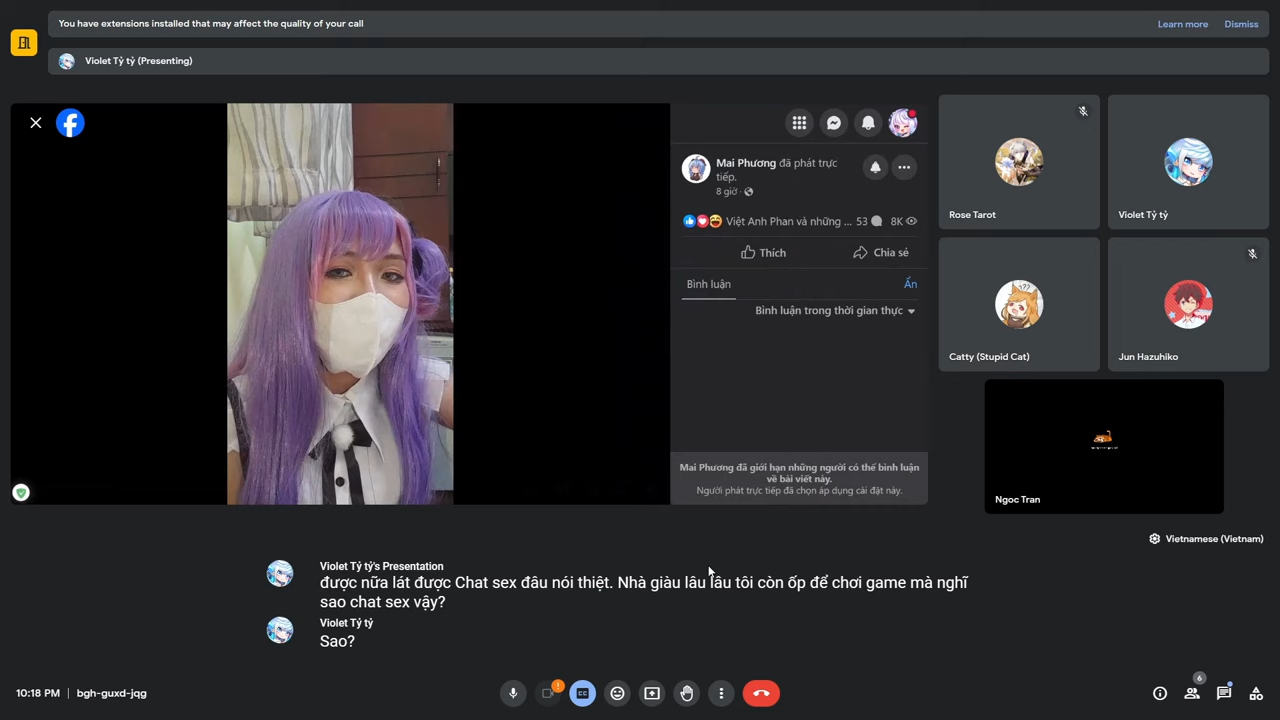 You have extensions installed that may affect the quality of your call
Learn more
Dismiss
Violet Tỷ tỷ (Presenting)
Mai Phương đã phát trực
tiếp.
8 giờ ·
Việt Anh Phan và những ... 53
8K
Thích
Chia sẻ
Bình luận
Ẩn
Bình luận trong thời gian thực
Mai Phương đã giới hạn những người có thể bình luận
về bài viết này.
Người phát trực tiếp đã chọn áp dụng cài đặt này.
Rose Tarot
Violet Tỷ tỷ
???
Catty (Stupid Cat)
Jun Hazuhiko
Ngoc Tran
Vietnamese (Vietnam)
Violet Tỷ tỷ's Presentation
được nữa lát được Chat sex đâu nói thiệt. Nhà giàu lâu lâu tôi còn ốp để chơi game mà nghĩ
sao chat sex vậy?
Violet Tỷ tỷ
Sao?
10:18 PM | bgh-guxd-jqg
CC
6